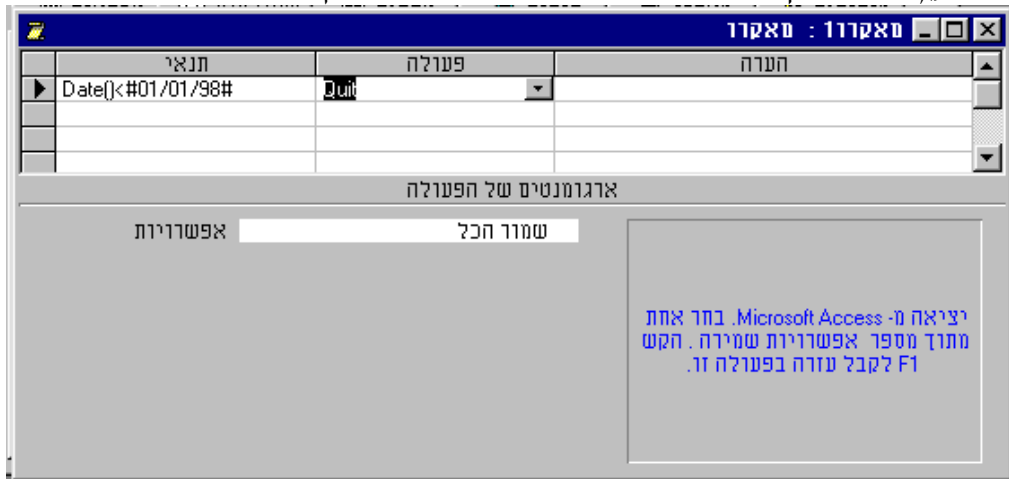 מאקרו1 : מאקרו
תנאי פעולה הערה
Date()<#01/01/98# Quit
ארגומנטים של הפעולה
אפשרויות שמור הכל
יציאה מ- Microsoft Access. בחר אחת
מתוך מספר אפשרויות שמירה . הקש
F1 לקבל עזרה בפעולה זו.